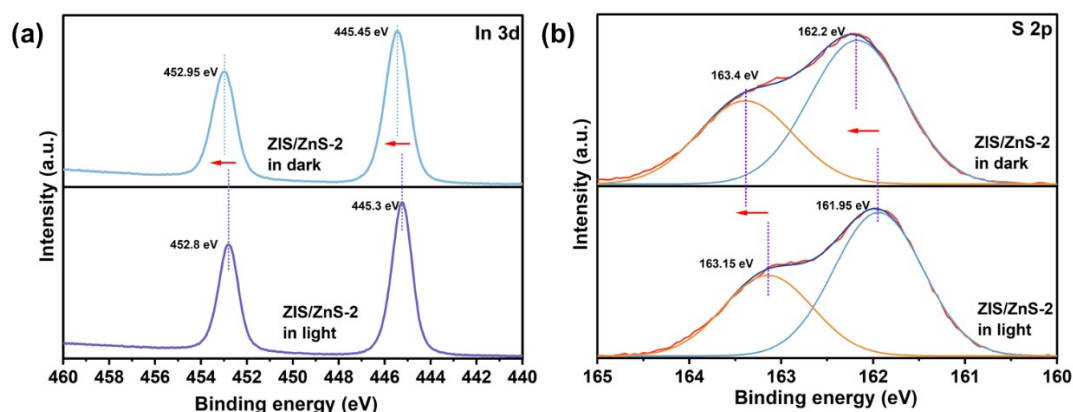 (a)
In 3d
445.45 eV
452.95 eV
ZIS/ZnS-2
in dark
445.3 eV
452.8 eV
ZIS/ZnS-2
in light
Intensity (a.u.)
460 458 456 454 452 450 448 446 444 442 440
Binding energy (eV)
(b)
S 2p
162.2 eV
163.4 eV
ZIS/ZnS-2
in dark
161.95 eV
163.15 eV
ZIS/ZnS-2
in light
Intensity (a.u.)
165 164 163 162 161 160
Binding energy (eV)